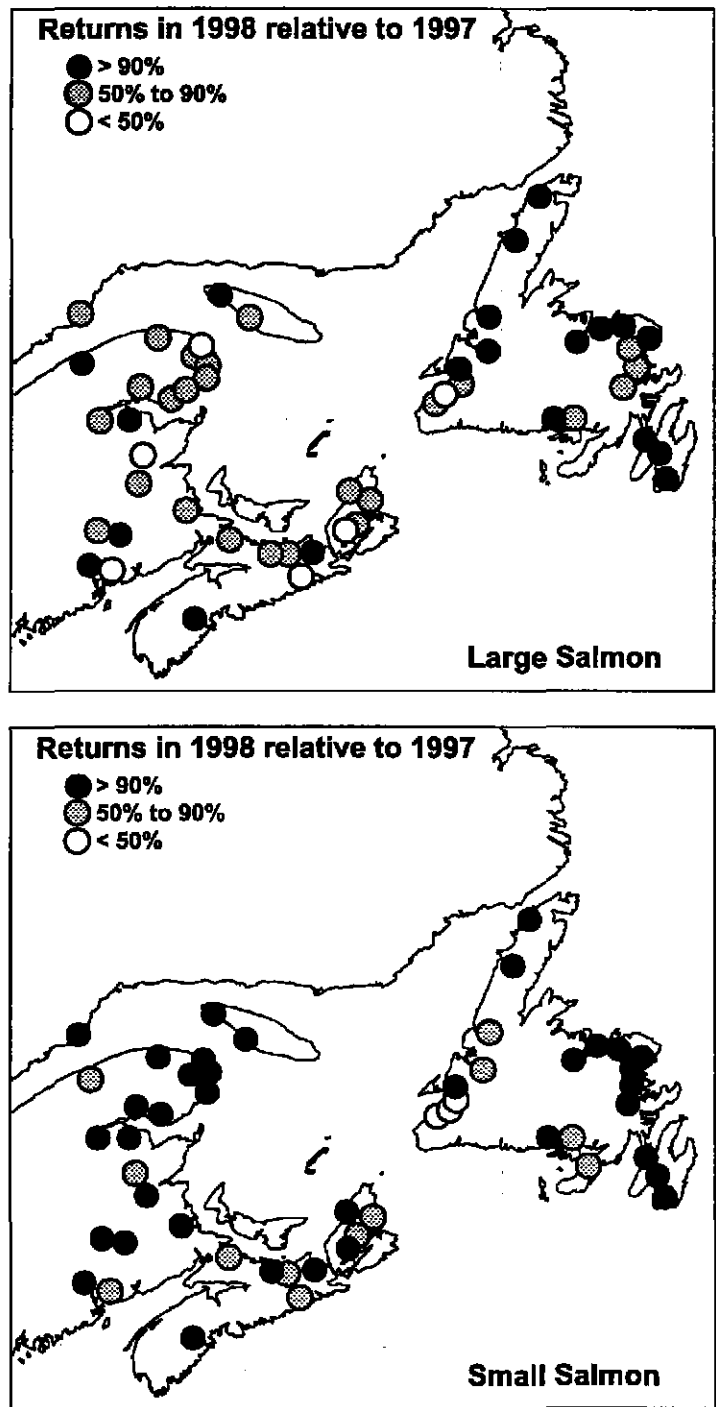 Returns in 1998 relative to 1997
> 90%
50% to 90%
< 50%
Large Salmon
Returns in 1998 relative to 1997
> 90%
50% to 90%
< 50%
Small Salmon